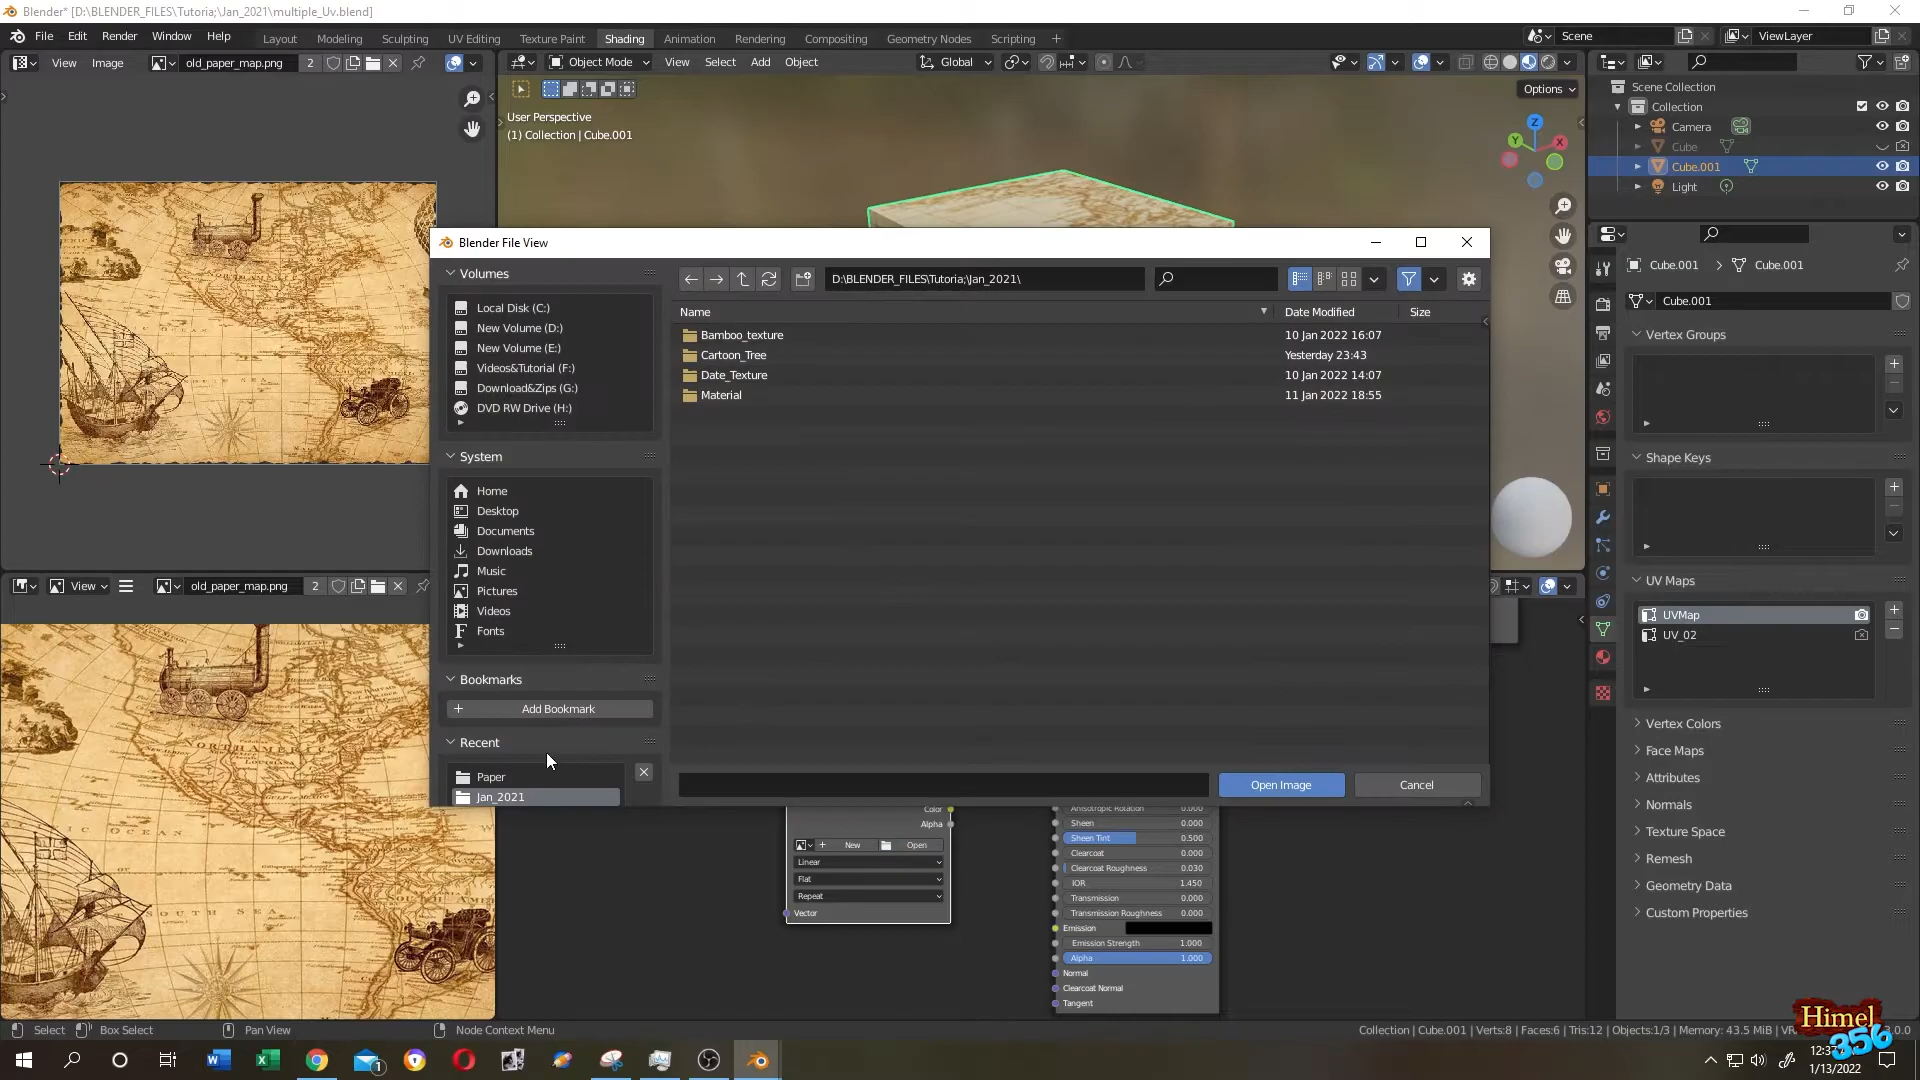 Blender* [D:\BLENDER_FILES\Tutoria;\Jan_2021\multiple_Uv.blend]
File Edit Render Window Help Layout Modeling Sculpting UV Editing Texture Paint Shading Animation Rendering Compositing Geometry Nodes Scripting + Scene ViewLayer
View Image old_paper_map.png 2 Object Mode View Select Add Object Global
Options
User Perspective
(1) Collection | Cube.001
Z
Y X
Scene Collection
Collection
Camera
Cube
Cube.001
Light
Blender File View
Volumes
D:\BLENDER_FILES\Tutoria;\Jan_2021\
Name Date Modified Size
Local Disk (C:)
New Volume (D:)
New Volume (E:)
Videos&Tutorial (F:)
Download&Zips (G:)
DVD RW Drive (H:)
Bamboo_texture 10 Jan 2022 16:07
Cartoon_Tree Yesterday 23:43
Date_Texture 10 Jan 2022 14:07
Material 11 Jan 2022 18:55
System
Home
Desktop
Documents
Downloads
Music
Pictures
Videos
Fonts
Bookmarks
Add Bookmark
Recent
Paper
Jan_2021
Open Image Cancel
Cube.001 Cube.001
Cube.001
Vertex Groups
Shape Keys
UV Maps
UVMap
UV_02
Vertex Colors
Face Maps
Attributes
Normals
Texture Space
Remesh
Geometry Data
Custom Properties
View old_paper_map.png 2
NORTH AMERICA
SOUTH SEA
Color
Alpha
New Open
Linear
Flat
Repeat
Vector
Anisotropic Rotation 0.000
Sheen 0.000
Sheen Tint 0.500
Clearcoat 0.000
Clearcoat Roughness 0.030
IOR 1.450
Transmission 0.000
Transmission Roughness 0.000
Emission
Emission Strength 1.000
Alpha 1.000
Normal
Clearcoat Normal
Tangent
Select Box Select Pan View Node Context Menu Collection | Cube.001 | Verts:8 | Faces:6 | Tris:12 | Objects:1/3 | Memory: 43.5 MiB
Himel
356
1/13/2022